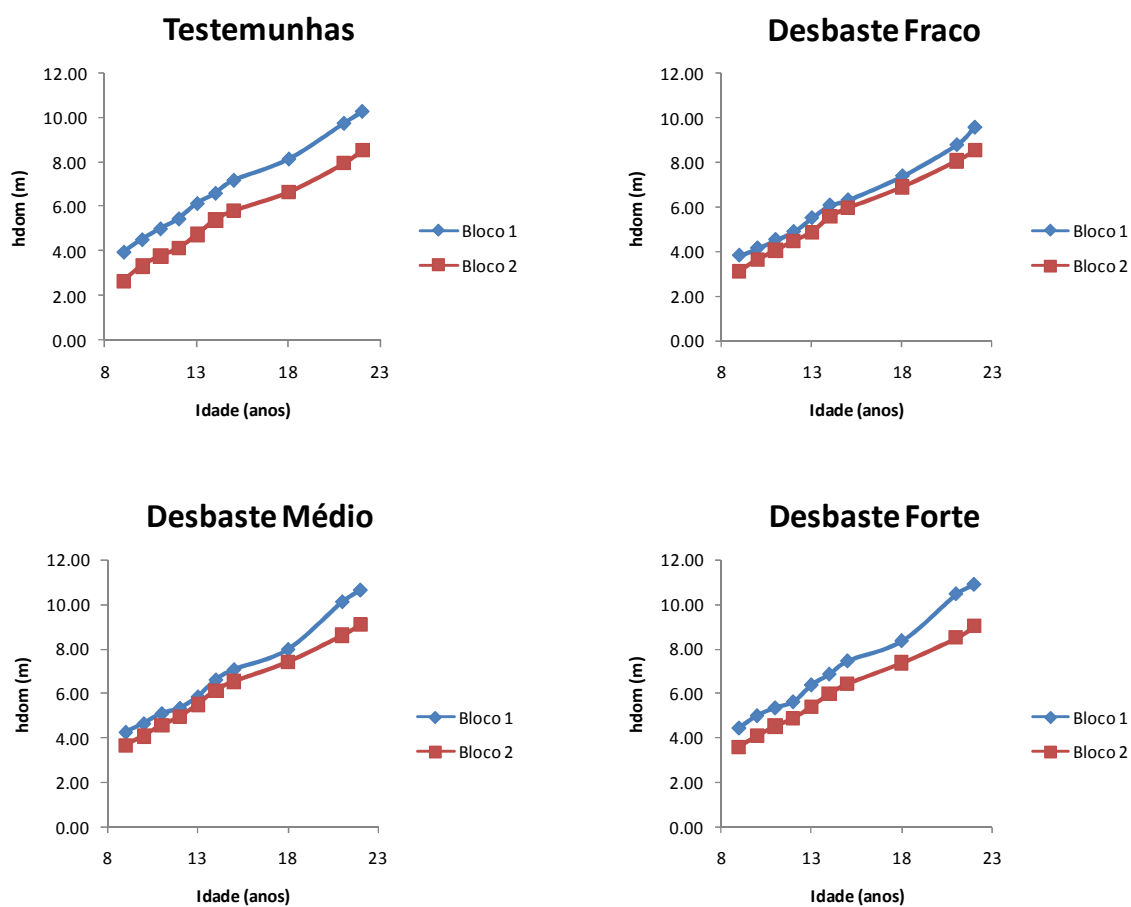 Testemunhas
12.00
10.00
8.00
6.00
4.00
2.00
0.00
hdom (m)
8 13 18 23
Idade (anos)
Bloco 1
Bloco 2
Desbaste Fraco
12.00
10.00
8.00
6.00
4.00
2.00
0.00
hdom (m)
8 13 18 23
Idade (anos)
Bloco 1
Bloco 2
Desbaste Médio
12.00
10.00
8.00
6.00
4.00
2.00
0.00
hdom (m)
8 13 18 23
Idade (anos)
Bloco 1
Bloco 2
Desbaste Forte
12.00
10.00
8.00
6.00
4.00
2.00
0.00
hdom (m)
8 13 18 23
Idade (anos)
Bloco 1
Bloco 2